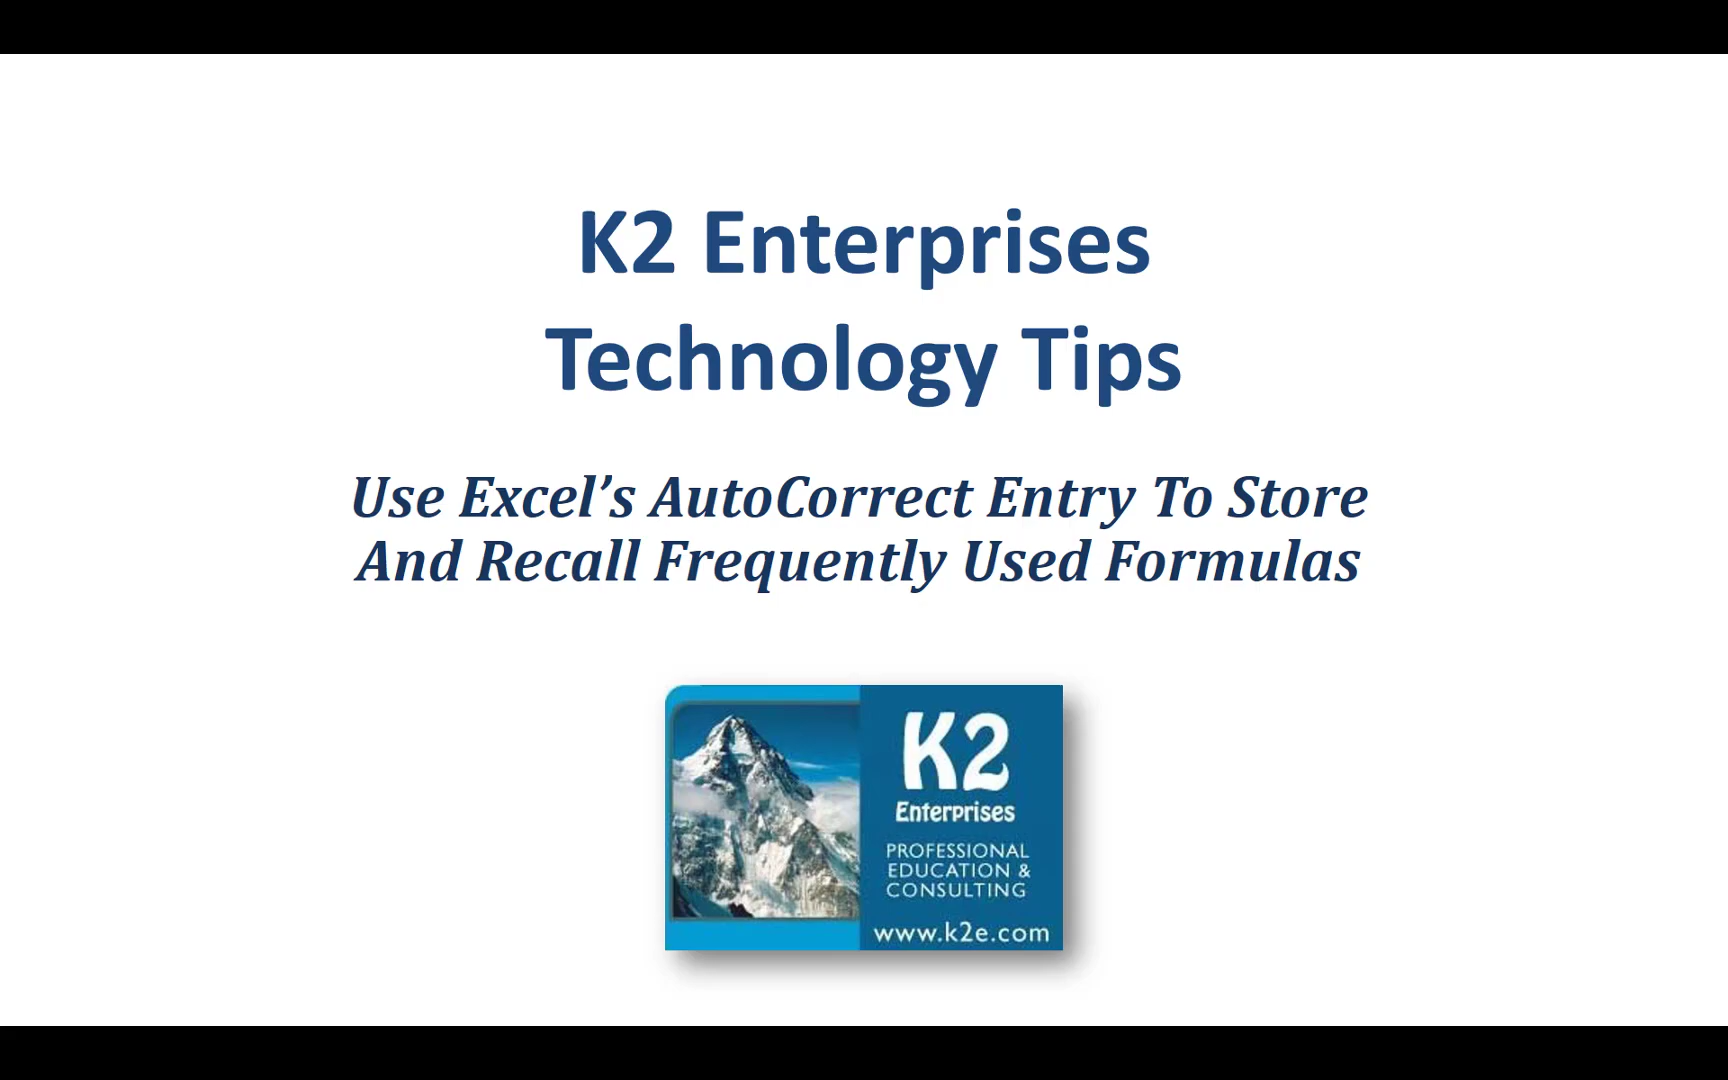 K2 Enterprises
Technology Tips
Use Excel’s AutoCorrect Entry To Store
And Recall Frequently Used Formulas
K2
Enterprises
PROFESSIONAL
EDUCATION &
CONSULTING
www.k2e.com